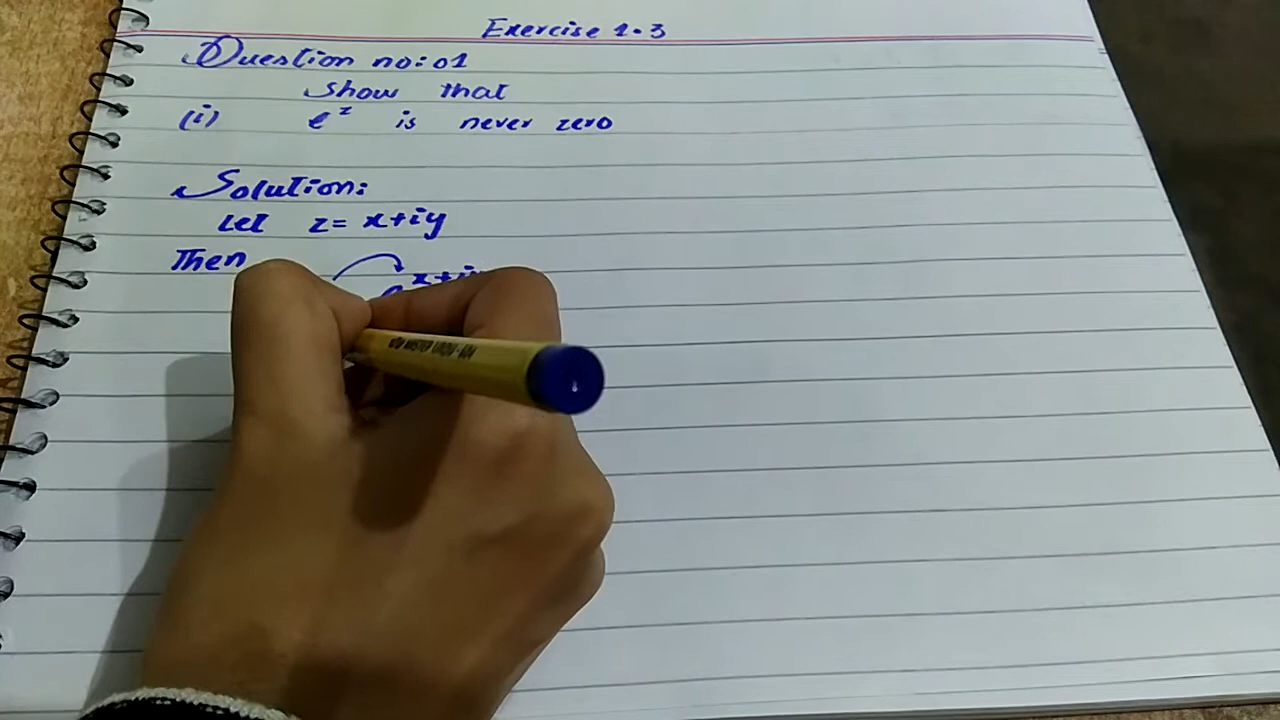 Exercise 1.3
Question no:01
Show that
(i) e^z is never zero
Solution:
Let z = x+iy
Then